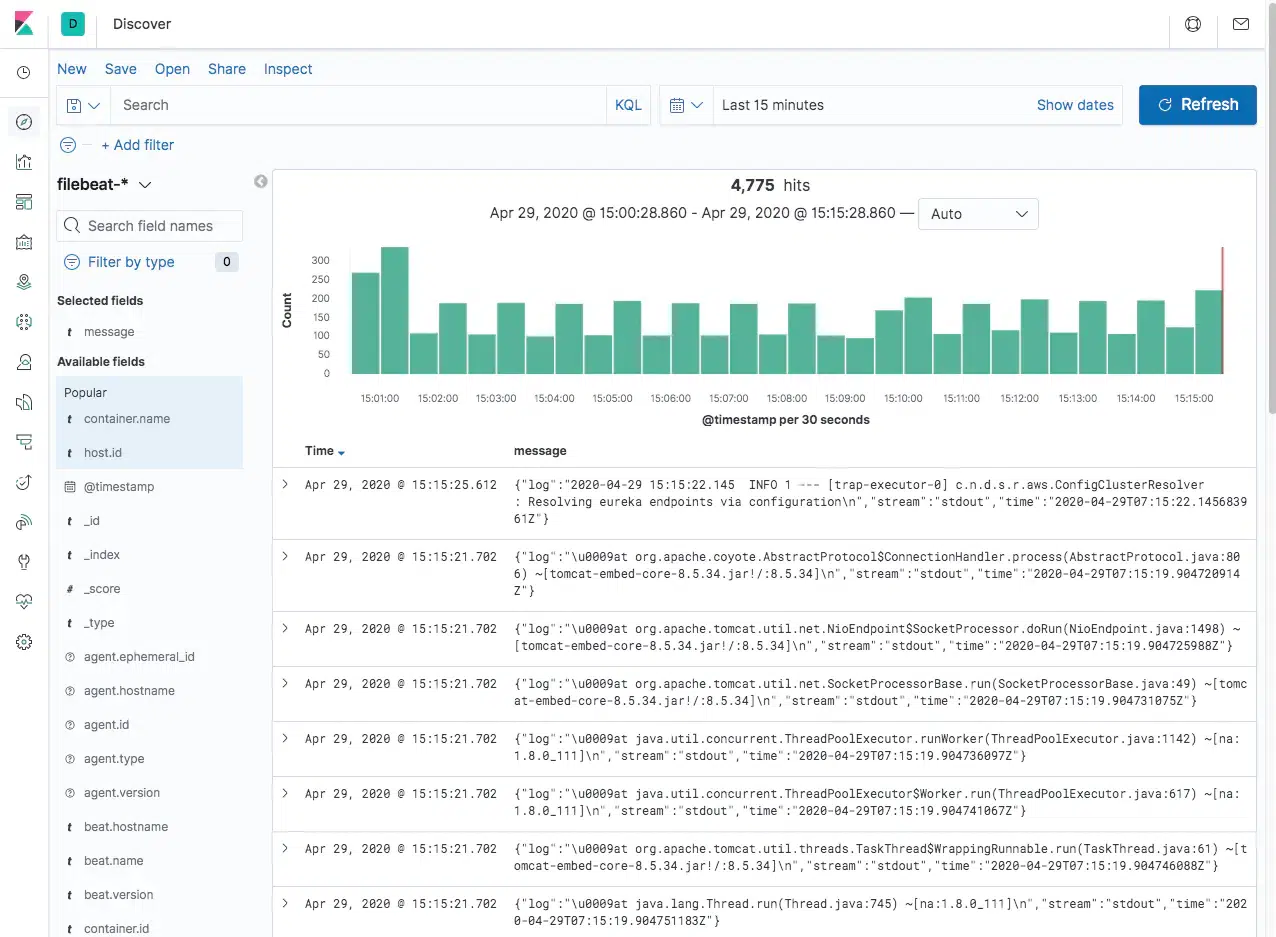 D Discover
New Save Open Share Inspect
Search KQL Last 15 minutes Show dates Refresh
+ Add filter
filebeat-*
Search field names
Filter by type 0
Selected fields
t message
Available fields
Popular
t container.name
t host.id
@timestamp
t _id
t _index
# _score
t _type
? agent.ephemeral_id
? agent.hostname
? agent.id
? agent.type
? agent.version
t beat.hostname
t beat.name
t beat.version
t container.id
4,775 hits
Apr 29, 2020 @ 15:00:28.860 - Apr 29, 2020 @ 15:15:28.860 — Auto
Count
300
250
200
150
100
50
0
15:01:00 15:02:00 15:03:00 15:04:00 15:05:00 15:06:00 15:07:00 15:08:00 15:09:00 15:10:00 15:11:00 15:12:00 15:13:00 15:14:00 15:15:00
@timestamp per 30 seconds
Time message
Apr 29, 2020 @ 15:15:25.612 {"log":"2020-04-29 15:15:22.145  INFO 1 --- [trap-executor-0] c.n.d.s.r.aws.ConfigClusterResolver
: Resolving eureka endpoints via configuration\n","stream":"stdout","time":"2020-04-29T07:15:22.1456839
61Z"}
Apr 29, 2020 @ 15:15:21.702 {"log":"\u0009at org.apache.coyote.AbstractProtocol$ConnectionHandler.process(AbstractProtocol.java:80
6) ~[tomcat-embed-core-8.5.34.jar!/:8.5.34]\n","stream":"stdout","time":"2020-04-29T07:15:19.904720914
Z"}
Apr 29, 2020 @ 15:15:21.702 {"log":"\u0009at org.apache.tomcat.util.net.NioEndpoint$SocketProcessor.doRun(NioEndpoint.java:1498) ~
[tomcat-embed-core-8.5.34.jar!/:8.5.34]\n","stream":"stdout","time":"2020-04-29T07:15:19.904725988Z"}
Apr 29, 2020 @ 15:15:21.702 {"log":"\u0009at org.apache.tomcat.util.net.SocketProcessorBase.run(SocketProcessorBase.java:49) ~[tomc
at-embed-core-8.5.34.jar!/:8.5.34]\n","stream":"stdout","time":"2020-04-29T07:15:19.904731075Z"}
Apr 29, 2020 @ 15:15:21.702 {"log":"\u0009at java.util.concurrent.ThreadPoolExecutor.runWorker(ThreadPoolExecutor.java:1142) ~[na:
1.8.0_111]\n","stream":"stdout","time":"2020-04-29T07:15:19.904736097Z"}
Apr 29, 2020 @ 15:15:21.702 {"log":"\u0009at java.util.concurrent.ThreadPoolExecutor$Worker.run(ThreadPoolExecutor.java:617) ~[na:
1.8.0_111]\n","stream":"stdout","time":"2020-04-29T07:15:19.904741067Z"}
Apr 29, 2020 @ 15:15:21.702 {"log":"\u0009at org.apache.tomcat.util.threads.TaskThread$WrappingRunnable.run(TaskThread.java:61) ~[t
omcat-embed-core-8.5.34.jar!/:8.5.34]\n","stream":"stdout","time":"2020-04-29T07:15:19.904746088Z"}
Apr 29, 2020 @ 15:15:21.702 {"log":"\u0009at java.lang.Thread.run(Thread.java:745) ~[na:1.8.0_111]\n","stream":"stdout","time":"202
0-04-29T07:15:19.904751183Z"}